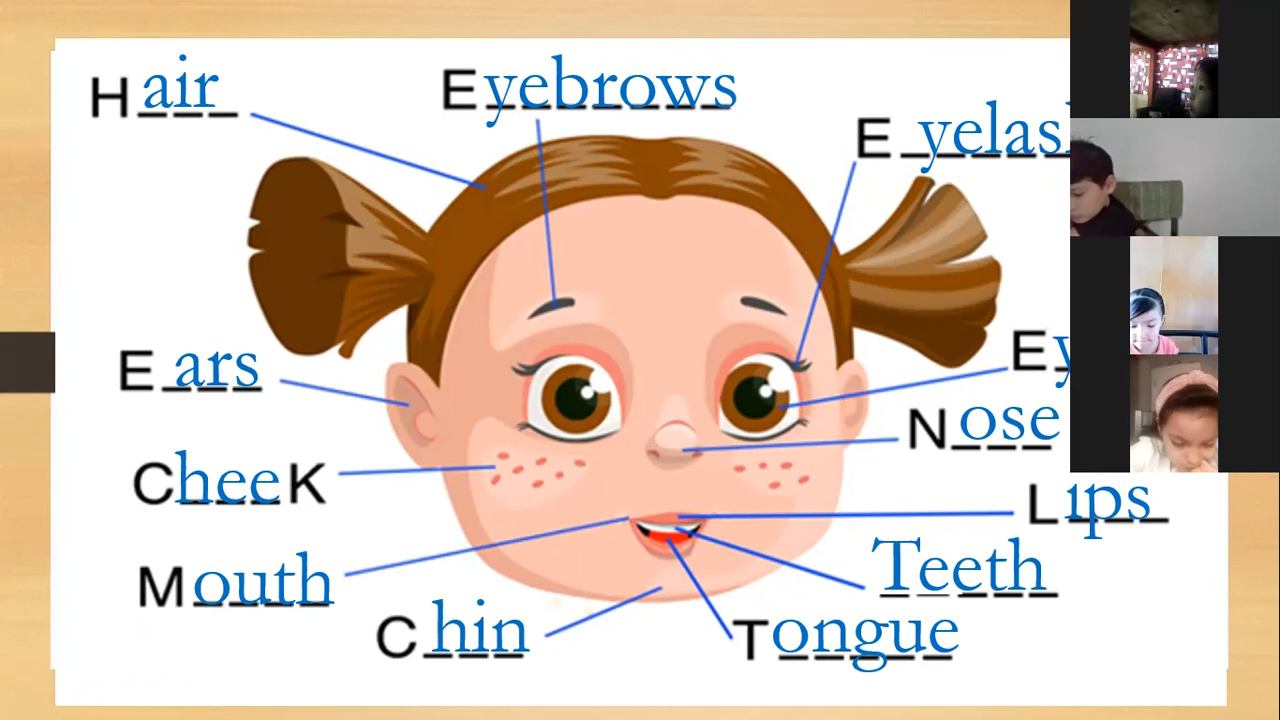 Hair
Eyebrows
Eyelas
Ears
Ey
Nose
CheeK
Lips
Mouth
Teeth
Chin
Tongue